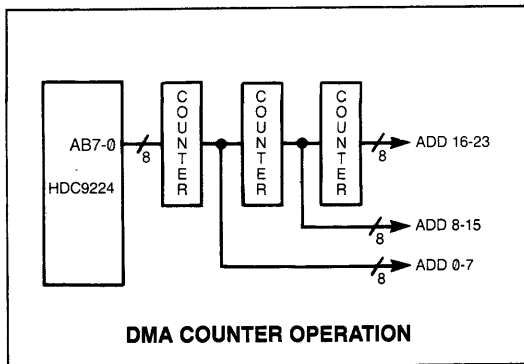 COUNTER
COUNTER
COUNTER
AB7-0
8
HDC9224
8
ADD 16-23
8
ADD 8-15
8
ADD 0-7
DMA COUNTER OPERATION